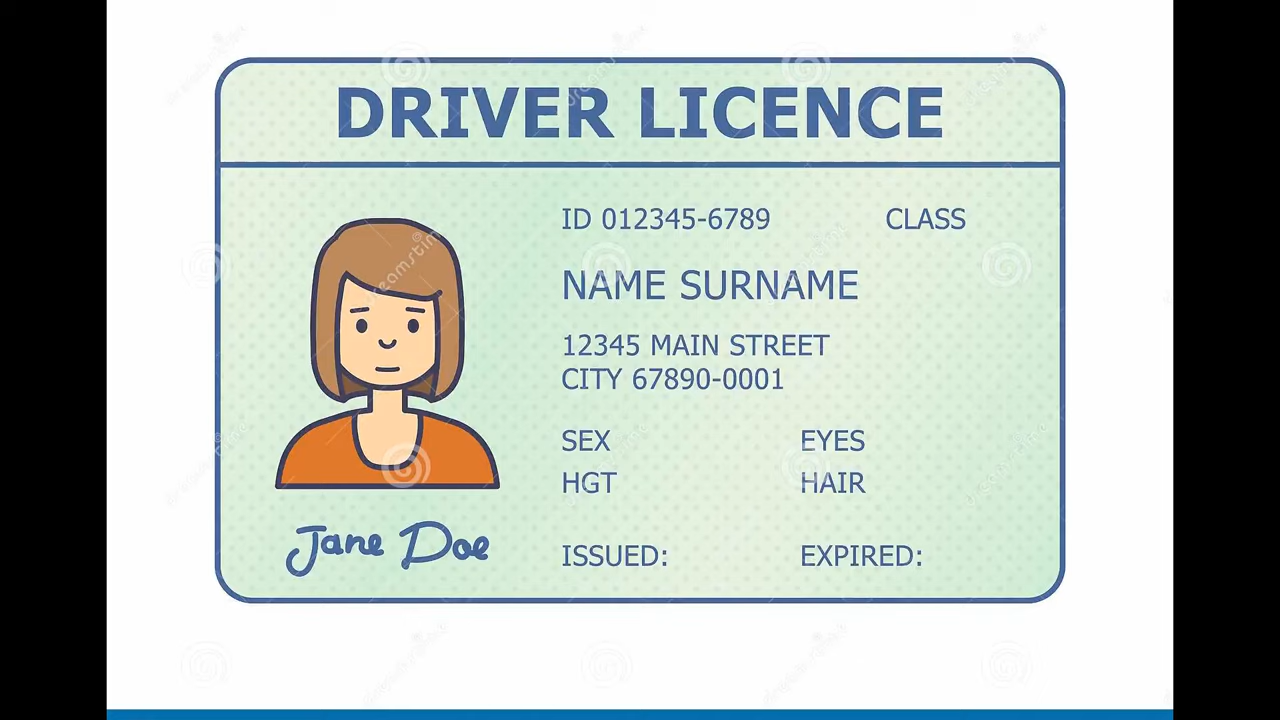 DRIVER LICENCE
ID 012345-6789 CLASS
NAME SURNAME
12345 MAIN STREET
CITY 67890-0001
SEX EYES
HGT HAIR
Jane Doe
ISSUED: EXPIRED:
dreamstime